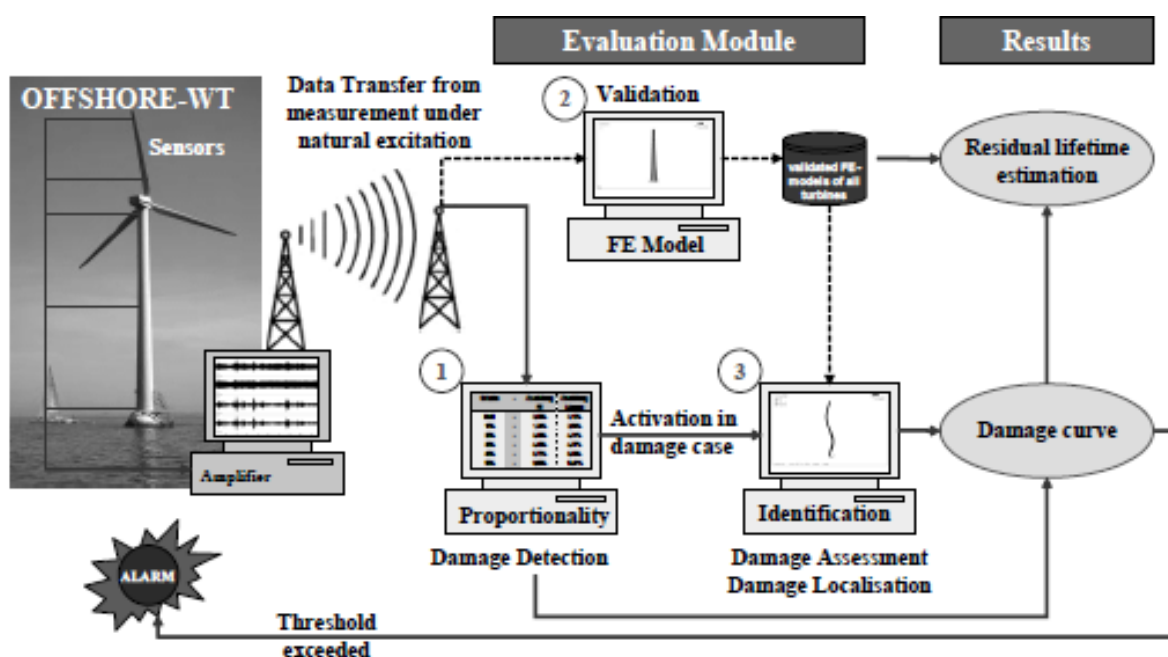 Evaluation Module
Results
OFFSHORE-WT
Sensors
Data Transfer from
measurement under
natural excitation
2
Validation
validated FE-
models of all
turbines
Residual lifetime
estimation
FE Model
1
3
Activation in
damage case
Damage curve
Amplifier
Proportionality
Identification
Damage Detection
Damage Assessment
Damage Localisation
ALARM
Threshold
exceeded